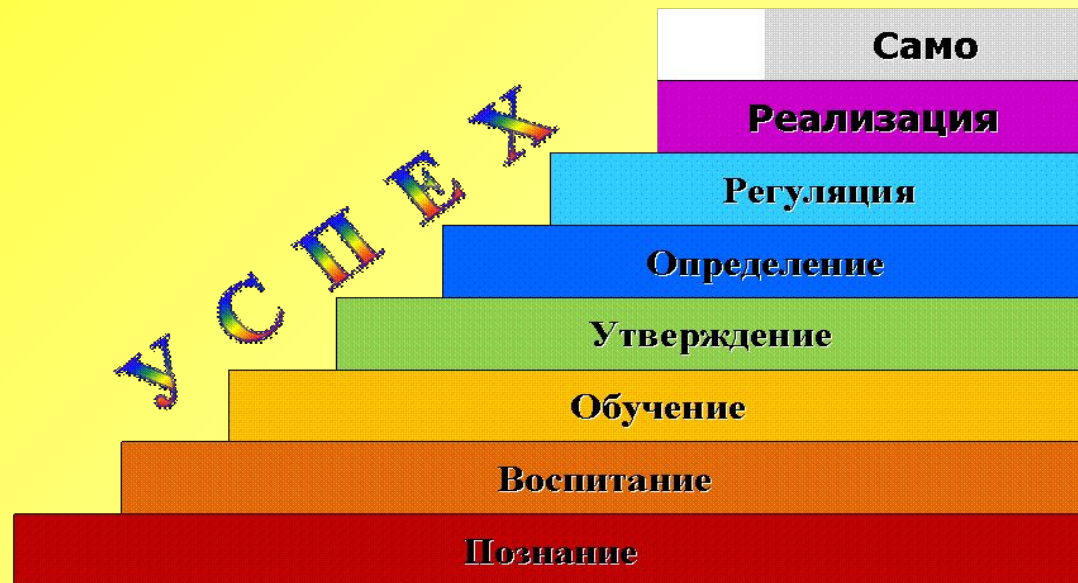 Само
Реализация
УСПЕХ
Регуляция
Определение
Утверждение
Обучение
Воспитание
Познание